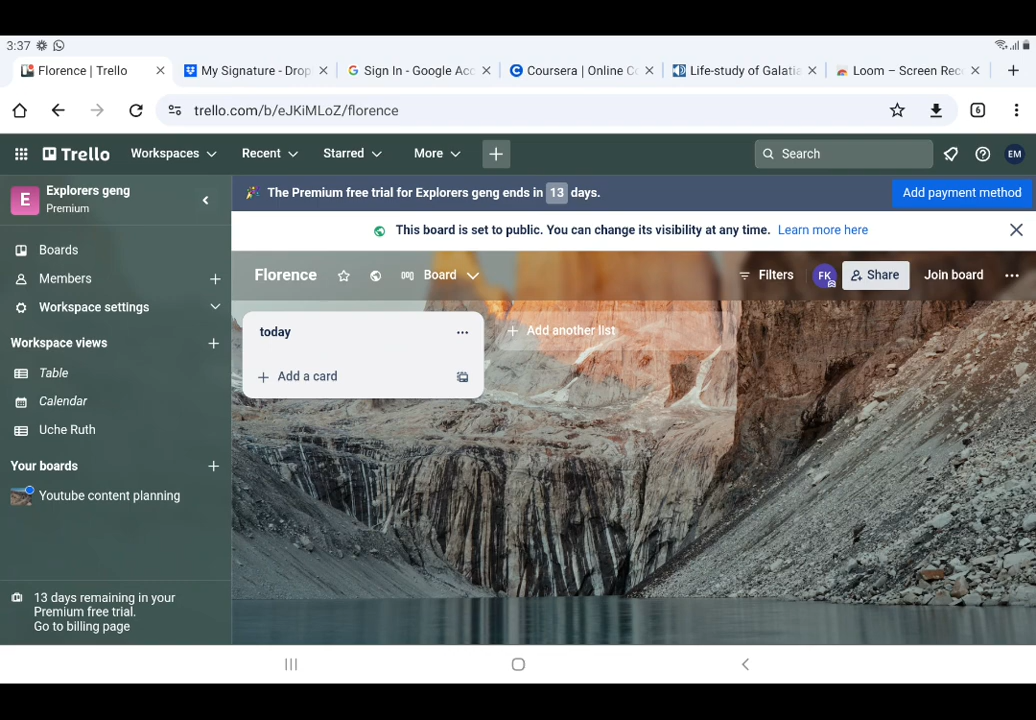 3:37
Florence | Trello
My Signature - Drop
Sign In - Google Acc
Coursera | Online Co
Life-study of Galatia
Loom – Screen Rec
trello.com/b/eJKiMLoZ/florence
6
Trello
Workspaces
Recent
Starred
More
Search
EM
E
Explorers geng
Premium
The Premium free trial for Explorers geng ends in 13 days.
Add payment method
This board is set to public. You can change its visibility at any time. Learn more here
Boards
Members
Workspace settings
Workspace views
Table
Calendar
Uche Ruth
Your boards
Youtube content planning
13 days remaining in your
Premium free trial.
Go to billing page
Florence
Board
Filters
FK
Share
Join board
today
Add a card
Add another list